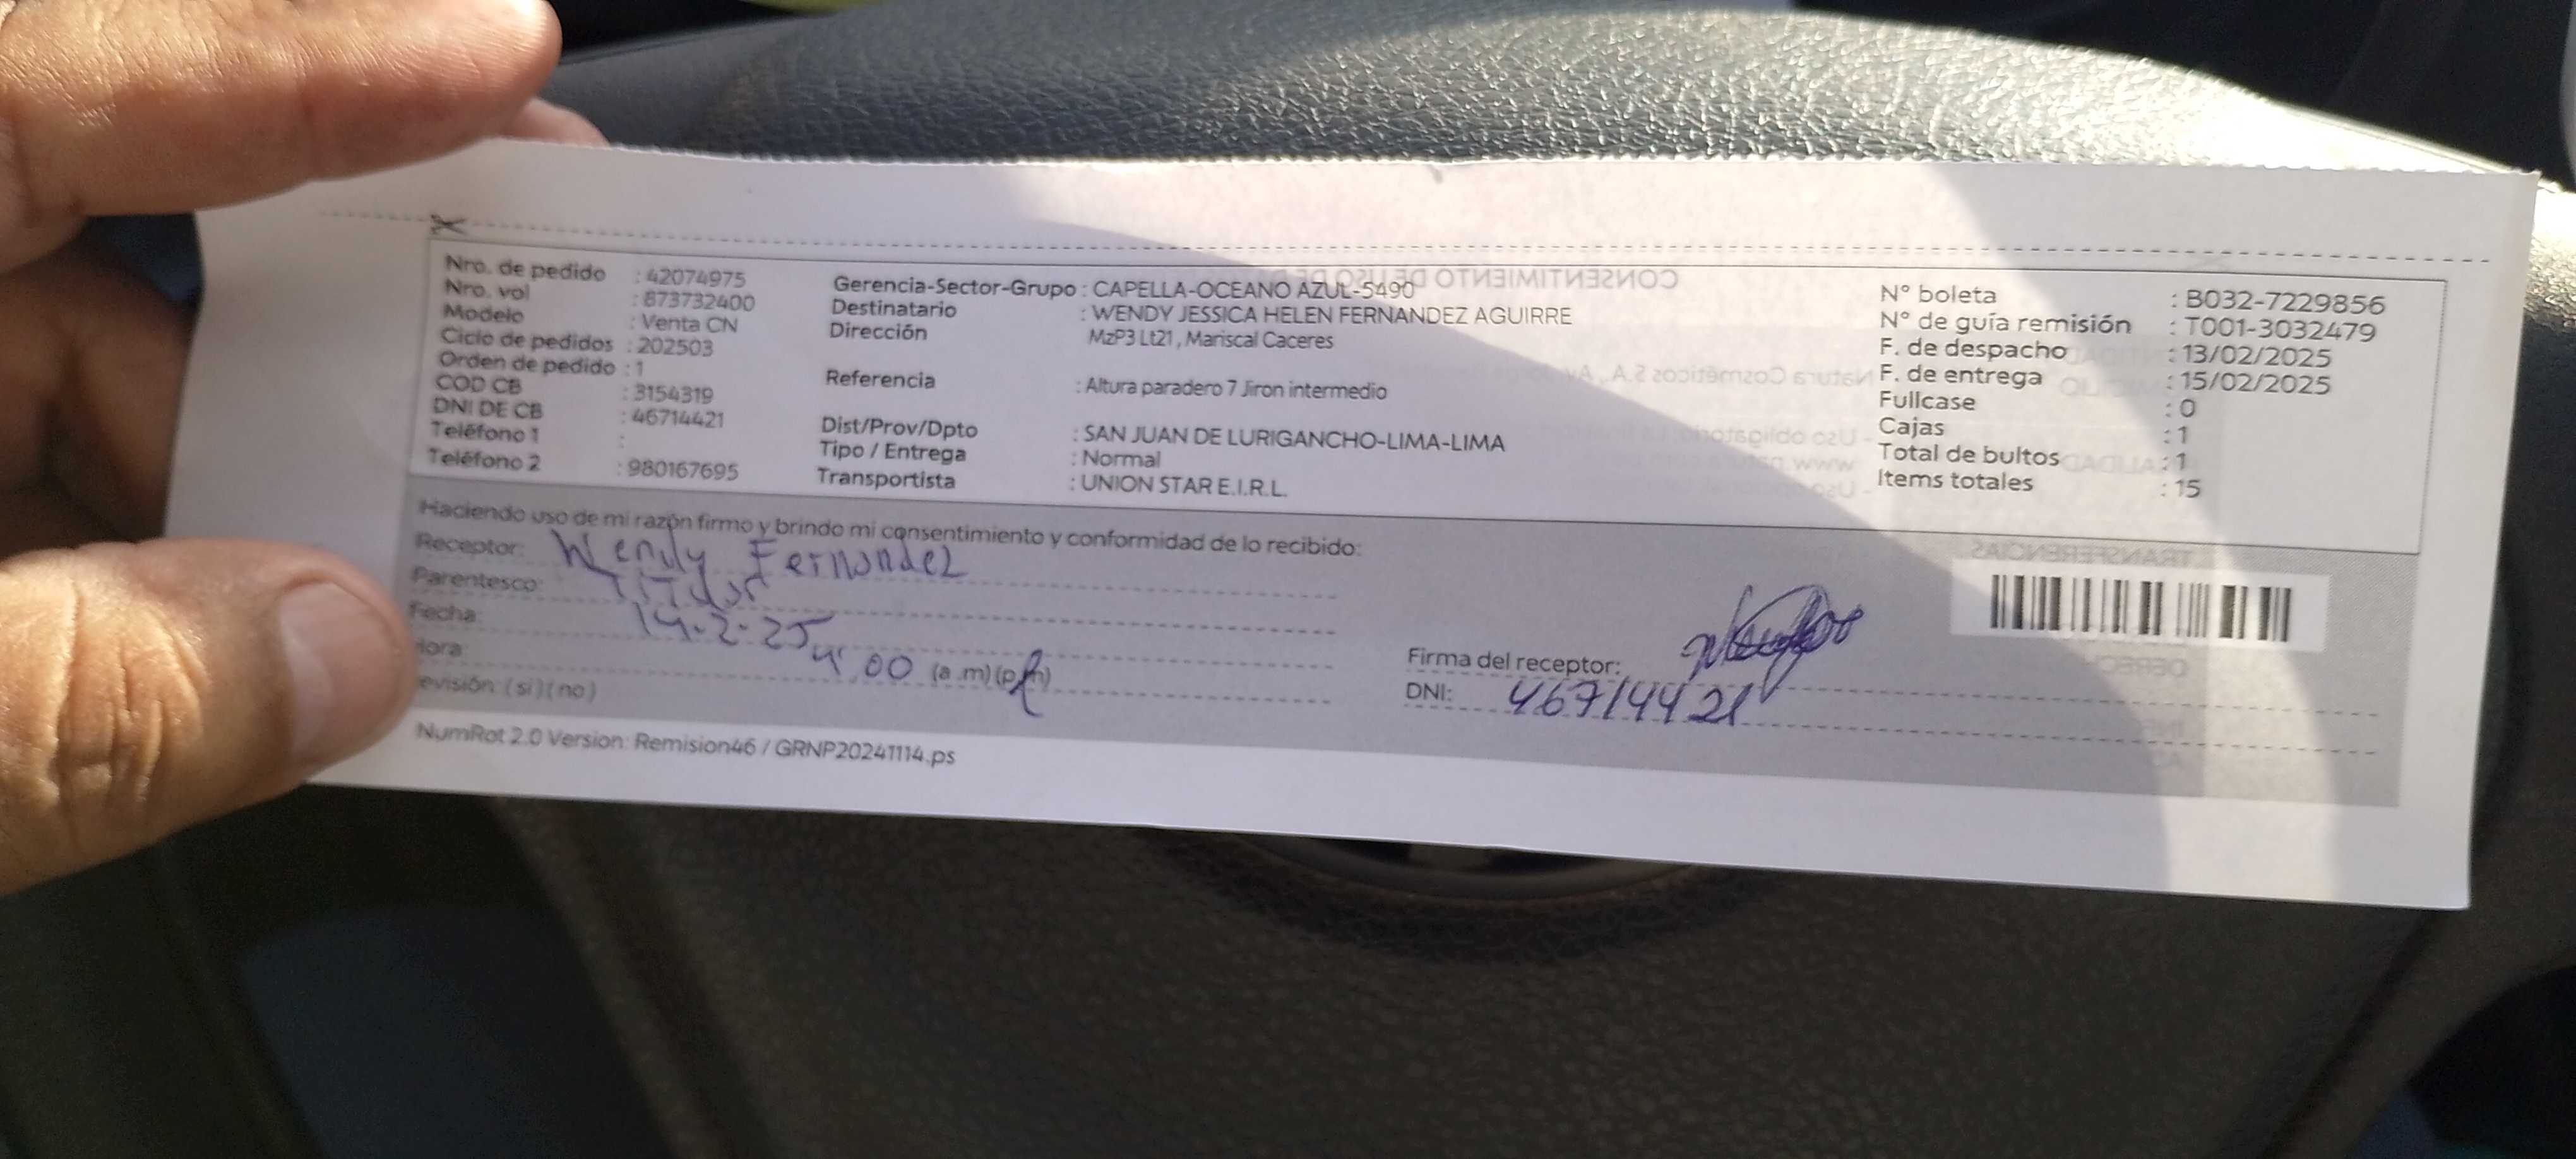 Nro. de pedido : 42074975
Nro. vol : 873732400
Modelo : Venta CN
Ciclo de pedidos : 202503
Orden de pedido : 1
COD CB : 3154319
DNI DE CB : 46714421
Teléfono 1 :
Teléfono 2 : 980167695
Gerencia-Sector-Grupo : CAPELLA-OCEANO AZUL-5490
Destinatario : WENDY JESSICA HELEN FERNANDEZ AGUIRRE
Dirección MzP3 Lt21 , Mariscal Caceres
Referencia : Altura paradero 7 Jiron intermedio
Dist/Prov/Dpto : SAN JUAN DE LURIGANCHO-LIMA-LIMA
Tipo / Entrega : Normal
Transportista : UNION STAR E.I.R.L.
N° boleta : B032-7229856
N° de guía remisión : T001-3032479
F. de despacho : 13/02/2025
F. de entrega : 15/02/2025
Fullcase : 0
Cajas : 1
Total de bultos : 1
Items totales : 15
Haciendo uso de mi razón firmo y brindo mi consentimiento y conformidad de lo recibido:
Receptor: Wendy Fernandez
Parentesco:
Fecha: 14-2-25
ora: 4:00 (a .m) (p.m)
evisión: ( si ) ( no )
Firma del receptor:
DNI: 46714421
NumRot 2.0 Version: Remision46 / GRNP20241114.ps